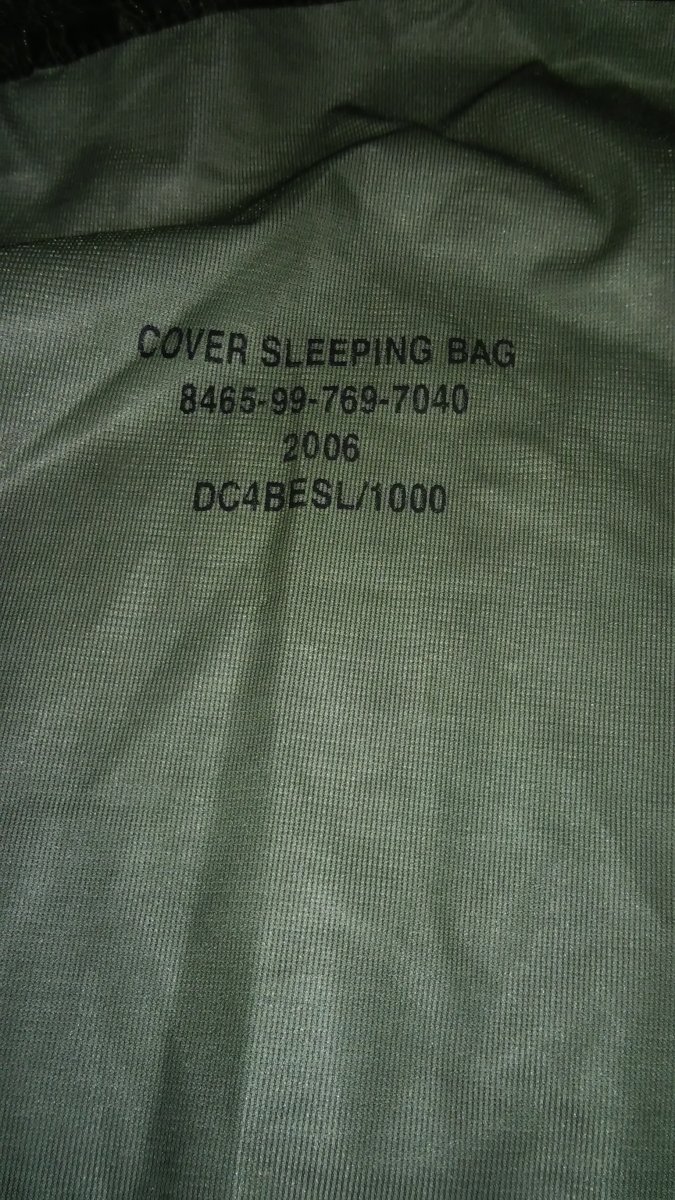 COVER SLEEPING BAG
8465-99-769-7040
2006
DC4BESL/1000